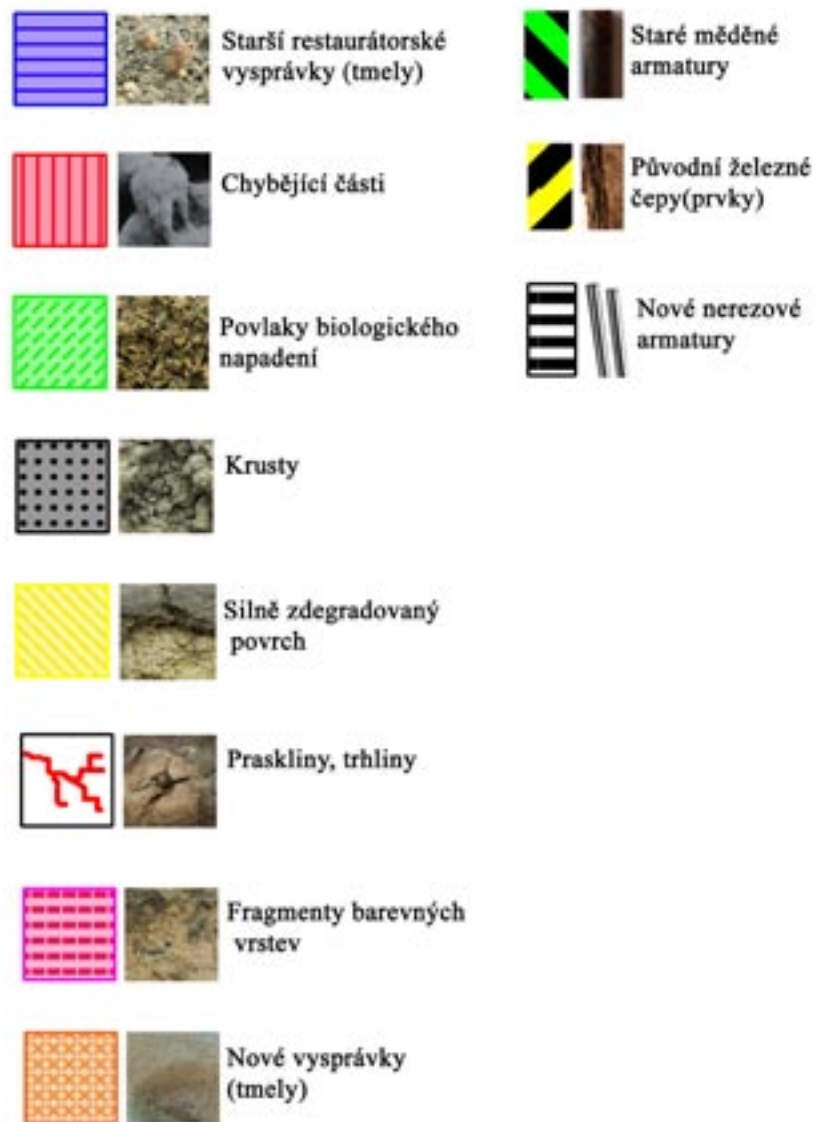 Starší restaurátorské
vysprávky (tmely)
Chybějící části
Povlaky biologického
napadení
Krusty
Silně zdegradovaný
povrch
Praskliny, trhliny
Fragmenty barevných
vrstev
Nové vysprávky
(tmely)
Staré měděné
armatury
Původní železné
čepy(prvky)
Nové nerezové
armatury